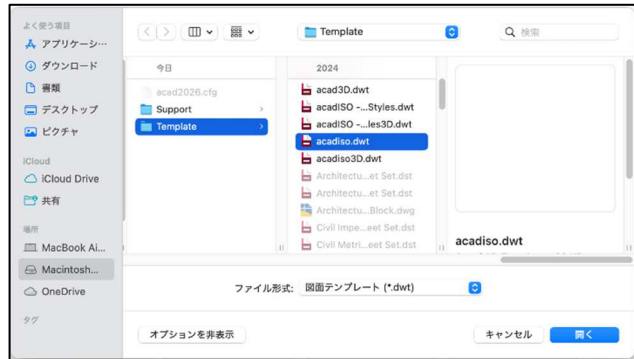 よく使う項目
アプリケーシ…
ダウンロード
書類
デスクトップ
ピクチャ
iCloud
iCloud Drive
共有
場所
MacBook Ai...
Macintosh...
OneDrive
タグ
Template
検索
今日
acad2026.cfg
Support
Template
2024
acad3D.dwt
acadISO -...Styles.dwt
acadISO -...les3D.dwt
acadiso.dwt
acadiso3D.dwt
Architectu...et Set.dst
Architectu...et Set.dst
Architectu...Block.dwg
Civil Impe...eet Set.dst
Civil Metri...eet Set.dst
acadiso.dwt
ファイル形式: 図面テンプレート (*.dwt)
オプションを非表示
キャンセル
開く